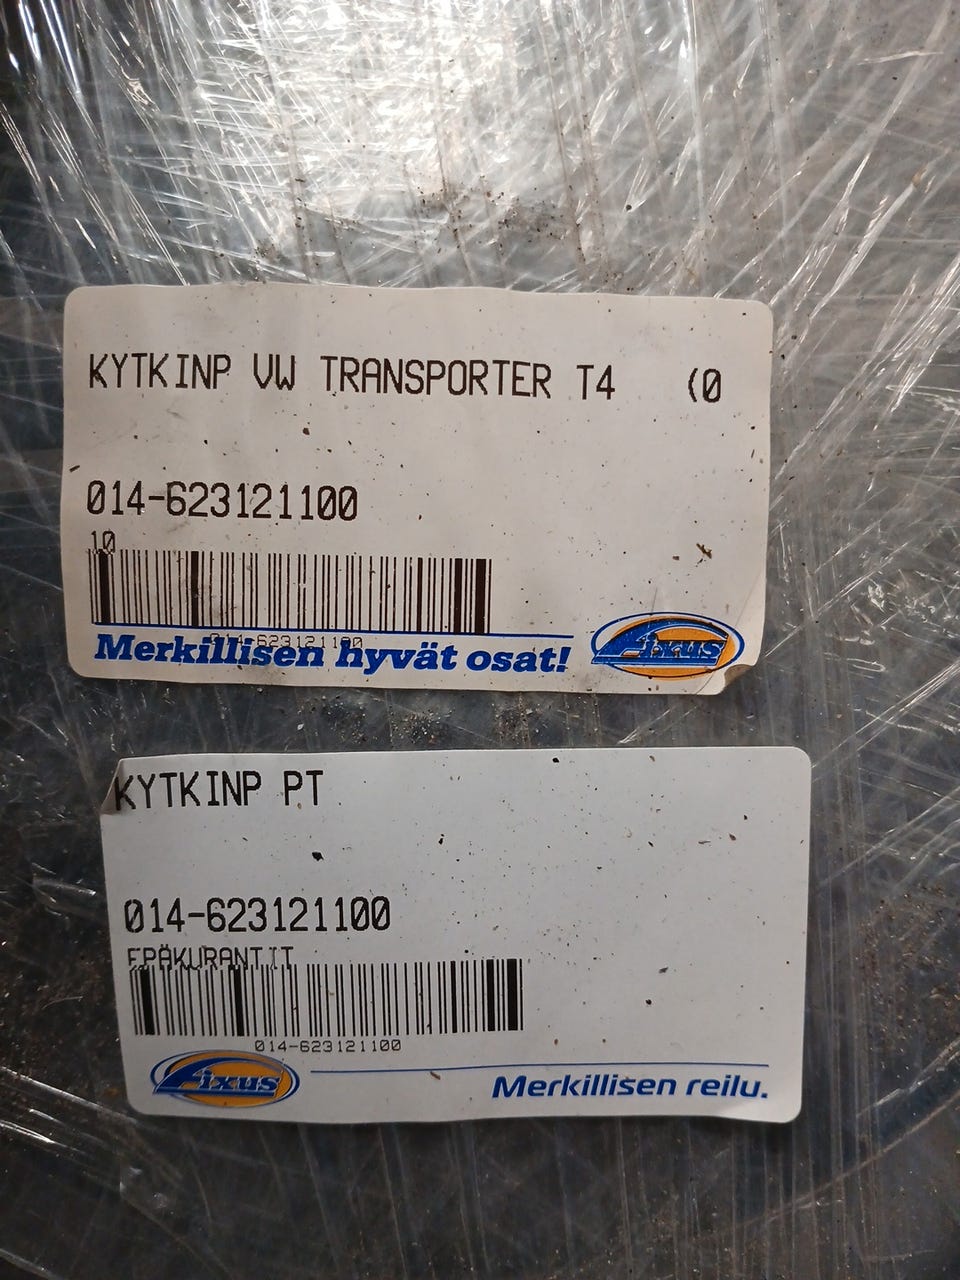 KYTKINP VW TRANSPORTER T4 (0
014-623121100
10
014-623121100
Merkillisen hyvät osat!
Fixus
KYTKINP PT
014-623121100
EPÄKURANTIT
014-623121100
Fixus
Merkillisen reilu.